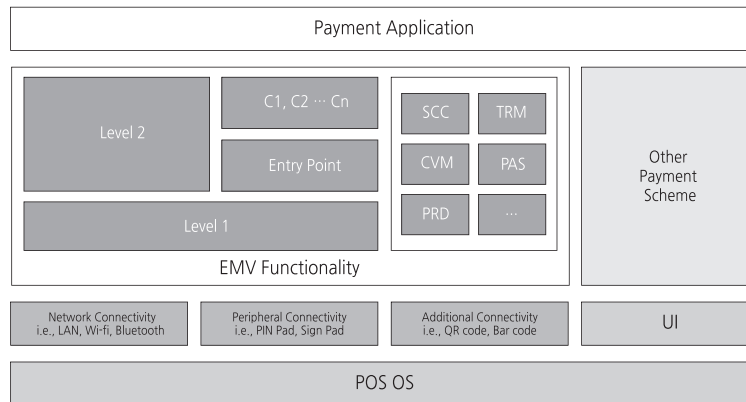 Payment Application
Level 2
C1, C2 ··· Cn
Entry Point
Level 1
SCC
TRM
CVM
PAS
PRD
···
EMV Functionality
Other
Payment
Scheme
Network Connectivity
i.e., LAN, Wi-fi, Bluetooth
Peripheral Connectivity
i.e., PIN Pad, Sign Pad
Additional Connectivity
i.e., QR code, Bar code
UI
POS OS